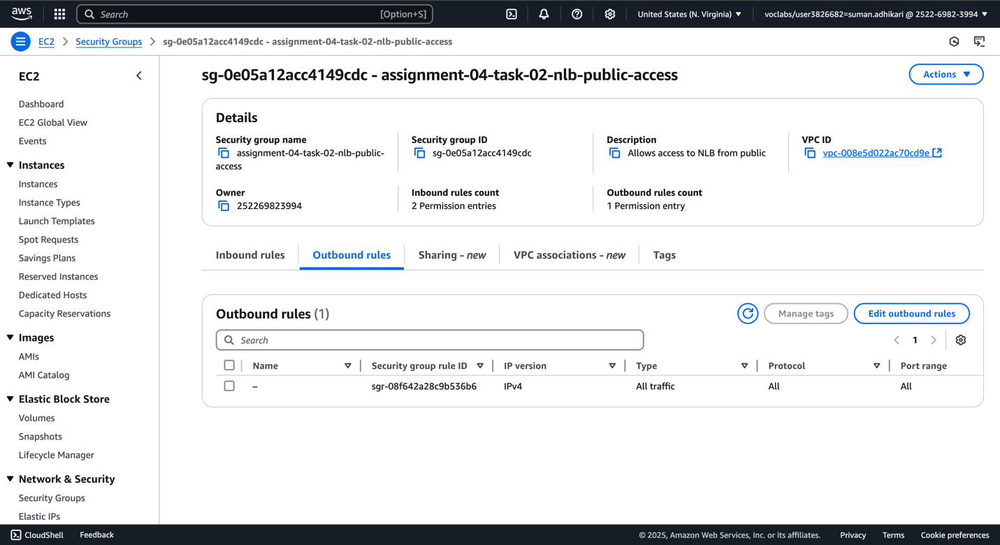 aws
Search [Option+S]
United States (N. Virginia)
voclabs/user3826682=suman.adhikari @ 2522-6982-3994
EC2
Security Groups
sg-0e05a12acc4149cdc - assignment-04-task-02-nlb-public-access
EC2
Dashboard
EC2 Global View
Events
Instances
Instances
Instance Types
Launch Templates
Spot Requests
Savings Plans
Reserved Instances
Dedicated Hosts
Capacity Reservations
Images
AMIs
AMI Catalog
Elastic Block Store
Volumes
Snapshots
Lifecycle Manager
Network & Security
Security Groups
Elastic IPs
sg-0e05a12acc4149cdc - assignment-04-task-02-nlb-public-access
Actions
Details
Security group name
assignment-04-task-02-nlb-public-
access
Security group ID
sg-0e05a12acc4149cdc
Description
Allows access to NLB from public
VPC ID
vpc-008e5d022ac70cd9e
Owner
252269823994
Inbound rules count
2 Permission entries
Outbound rules count
1 Permission entry
Inbound rules
Outbound rules
Sharing - new
VPC associations - new
Tags
Outbound rules (1)
Manage tags
Edit outbound rules
Search
1
Name Security group rule ID IP version Type Protocol Port range
– sgr-08f642a28c9b536b6 IPv4 All traffic All All
CloudShell
Feedback
© 2025, Amazon Web Services, Inc. or its affiliates.
Privacy
Terms
Cookie preferences